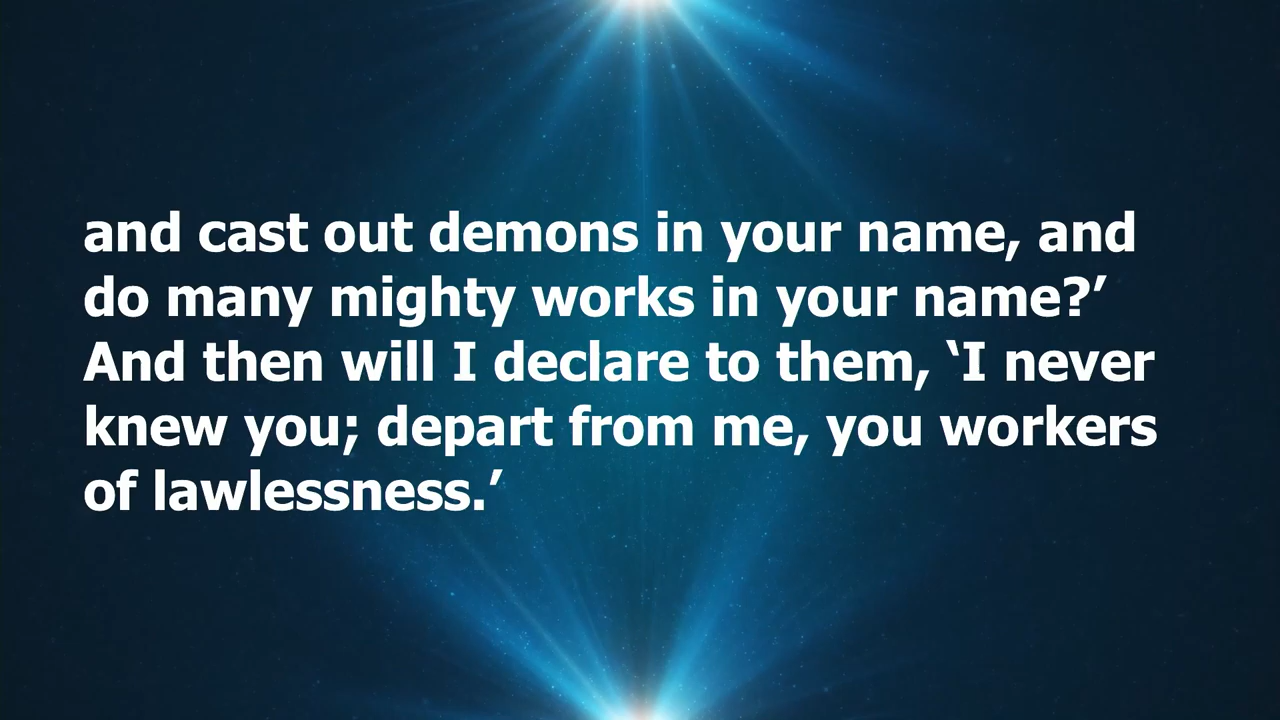 and cast out demons in your name, and
do many mighty works in your name?’
And then will I declare to them, ‘I never
knew you; depart from me, you workers
of lawlessness.’